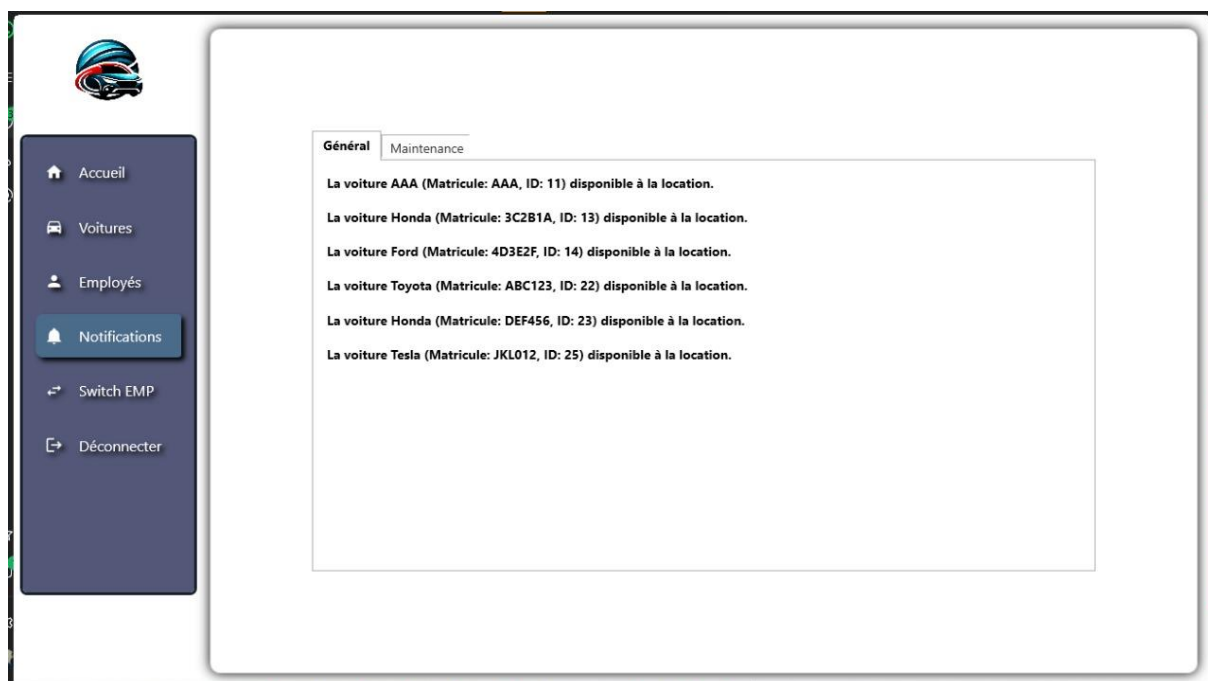 Accueil
Voitures
Employés
Notifications
Switch EMP
Déconnecter
Général
Maintenance
La voiture AAA (Matricule: AAA, ID: 11) disponible à la location.
La voiture Honda (Matricule: 3C2B1A, ID: 13) disponible à la location.
La voiture Ford (Matricule: 4D3E2F, ID: 14) disponible à la location.
La voiture Toyota (Matricule: ABC123, ID: 22) disponible à la location.
La voiture Honda (Matricule: DEF456, ID: 23) disponible à la location.
La voiture Tesla (Matricule: JKL012, ID: 25) disponible à la location.